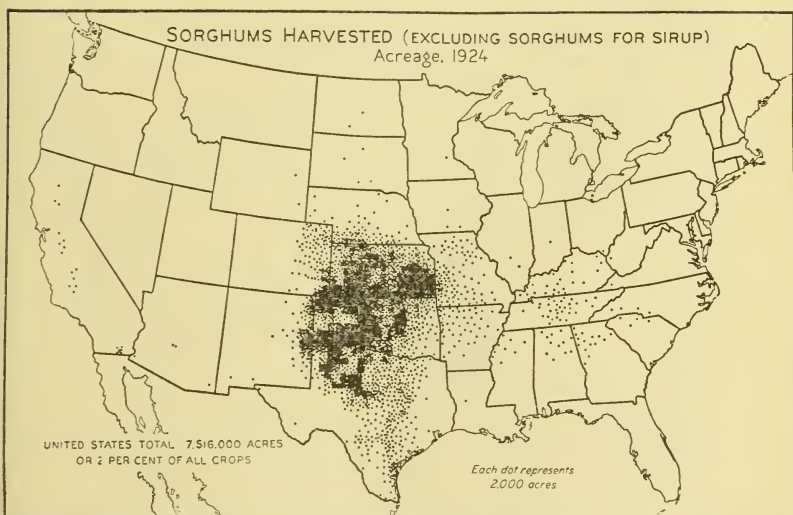 SORGHUMS HARVESTED (EXCLUDING SORGHUMS FOR SIRUP)
Acreage, 1924
UNITED STATES TOTAL 7,516,000 ACRES
OR 2 PER CENT OF ALL CROPS
Each dot represents
2,000 acres